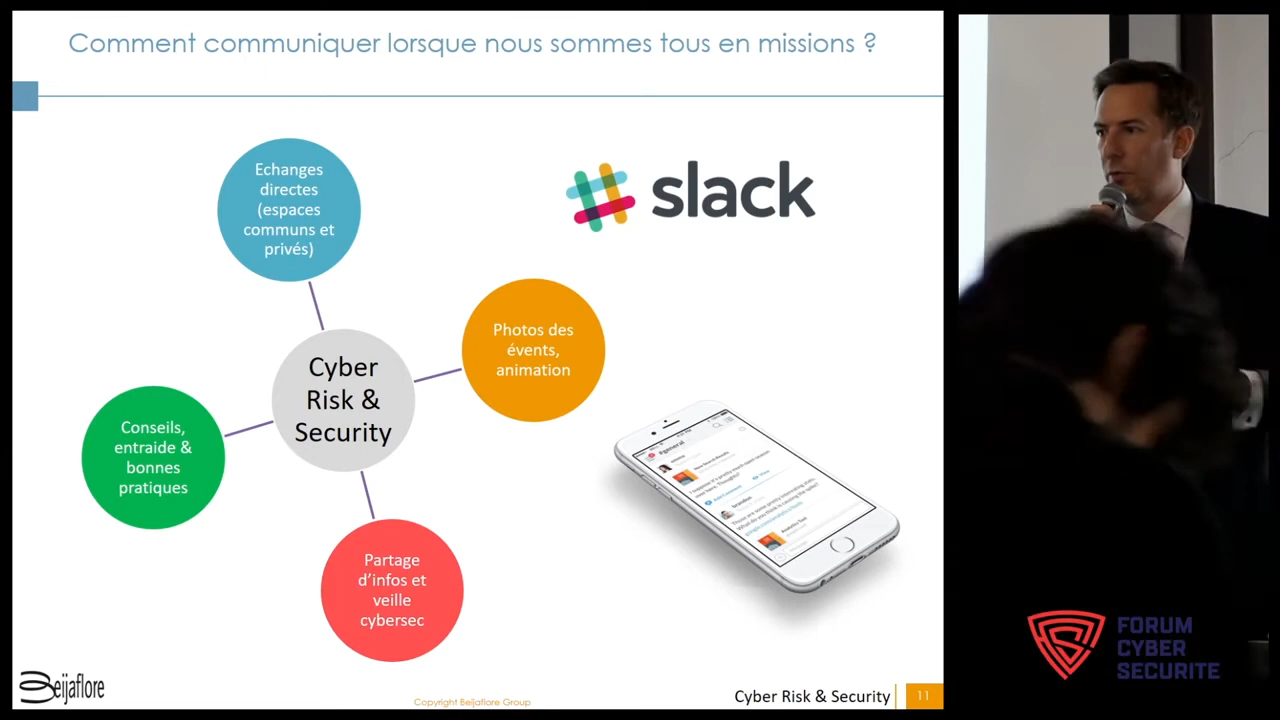 Comment communiquer lorsque nous sommes tous en missions ?
Echanges
directes
(espaces
communs et
privés)
slack
Photos des
évents,
animation
Cyber
Risk &
Security
Conseils,
entraide &
bonnes
pratiques
Partage
d'infos et
veille
cybersec
#general
Beijaflore
Copyright Beijaflore Group
Cyber Risk & Security
11
FORUM
CYBER
SECURITE